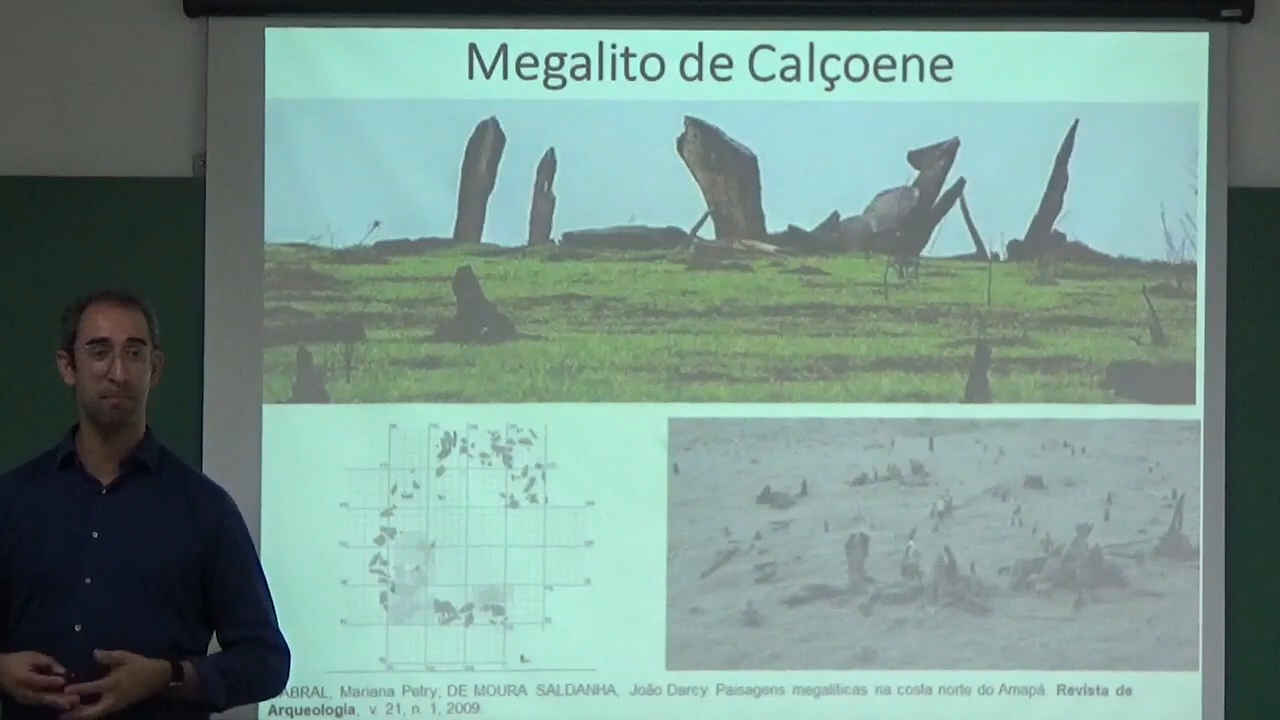 Megalito de Calçoene
ABRAL, Mariana Petry; DE MOURA SALDANHA, João Darcy. Paisagens megalíticas na costa norte do Amapá. Revista de
Arqueologia, v. 21, n. 1, 2009.